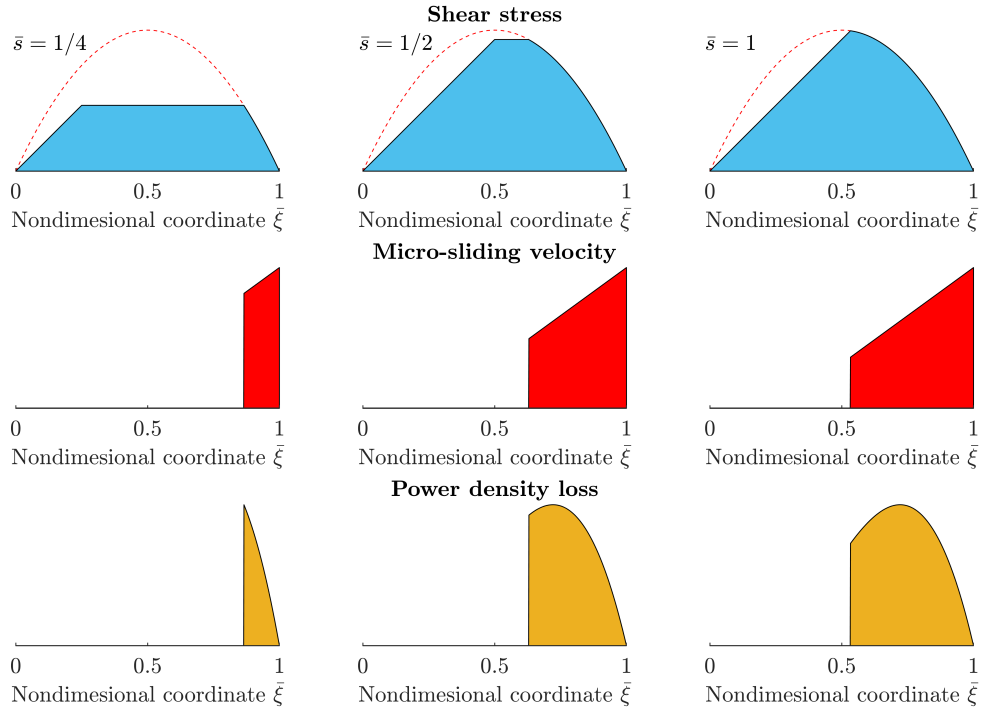 Shear stress
s̄ = 1/4
s̄ = 1/2
s̄ = 1
0 0.5 1
0 0.5 1
0 0.5 1
Nondimesional coordinate ξ̄
Nondimesional coordinate ξ̄
Nondimesional coordinate ξ̄
Micro-sliding velocity
0 0.5 1
0 0.5 1
0 0.5 1
Nondimesional coordinate ξ̄
Nondimesional coordinate ξ̄
Nondimesional coordinate ξ̄
Power density loss
0 0.5 1
0 0.5 1
0 0.5 1
Nondimesional coordinate ξ̄
Nondimesional coordinate ξ̄
Nondimesional coordinate ξ̄